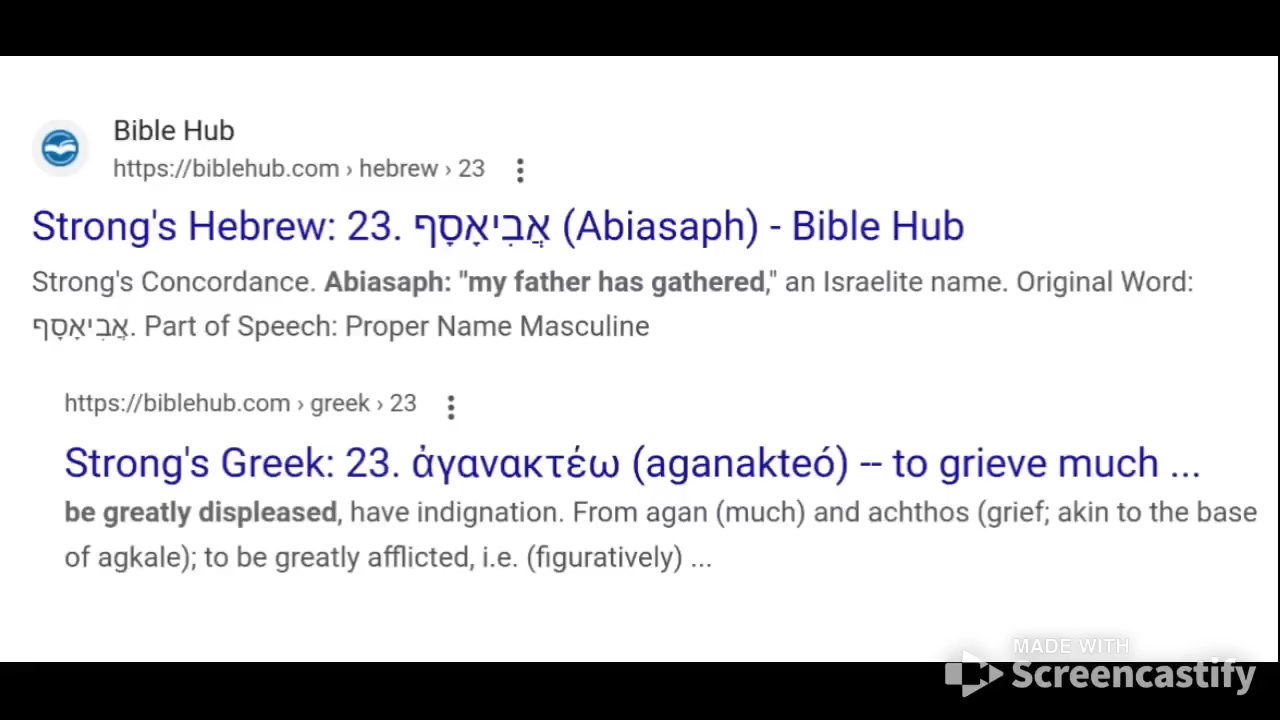 Bible Hub
https://biblehub.com › hebrew › 23
Strong's Hebrew: 23. אֲבִיאָסָף (Abiasaph) - Bible Hub
Strong's Concordance. Abiasaph: "my father has gathered," an Israelite name. Original Word:
אֲבִיאָסָף. Part of Speech: Proper Name Masculine
https://biblehub.com › greek › 23
Strong's Greek: 23. ἀγανακτέω (aganakteó) -- to grieve much ...
be greatly displeased, have indignation. From agan (much) and achthos (grief; akin to the base
of agkale); to be greatly afflicted, i.e. (figuratively) ...
MADE WITH
Screencastify